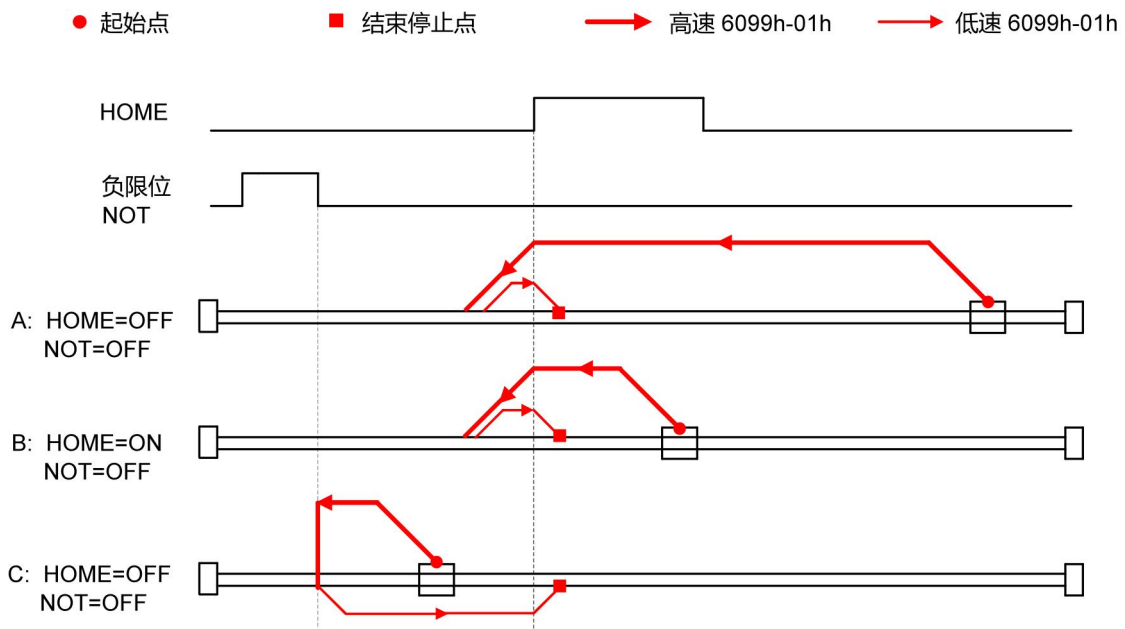 起始点
结束停止点
高速 6099h-01h
低速 6099h-01h
HOME
负限位
NOT
A: HOME=OFF
NOT=OFF
B: HOME=ON
NOT=OFF
C: HOME=OFF
NOT=OFF